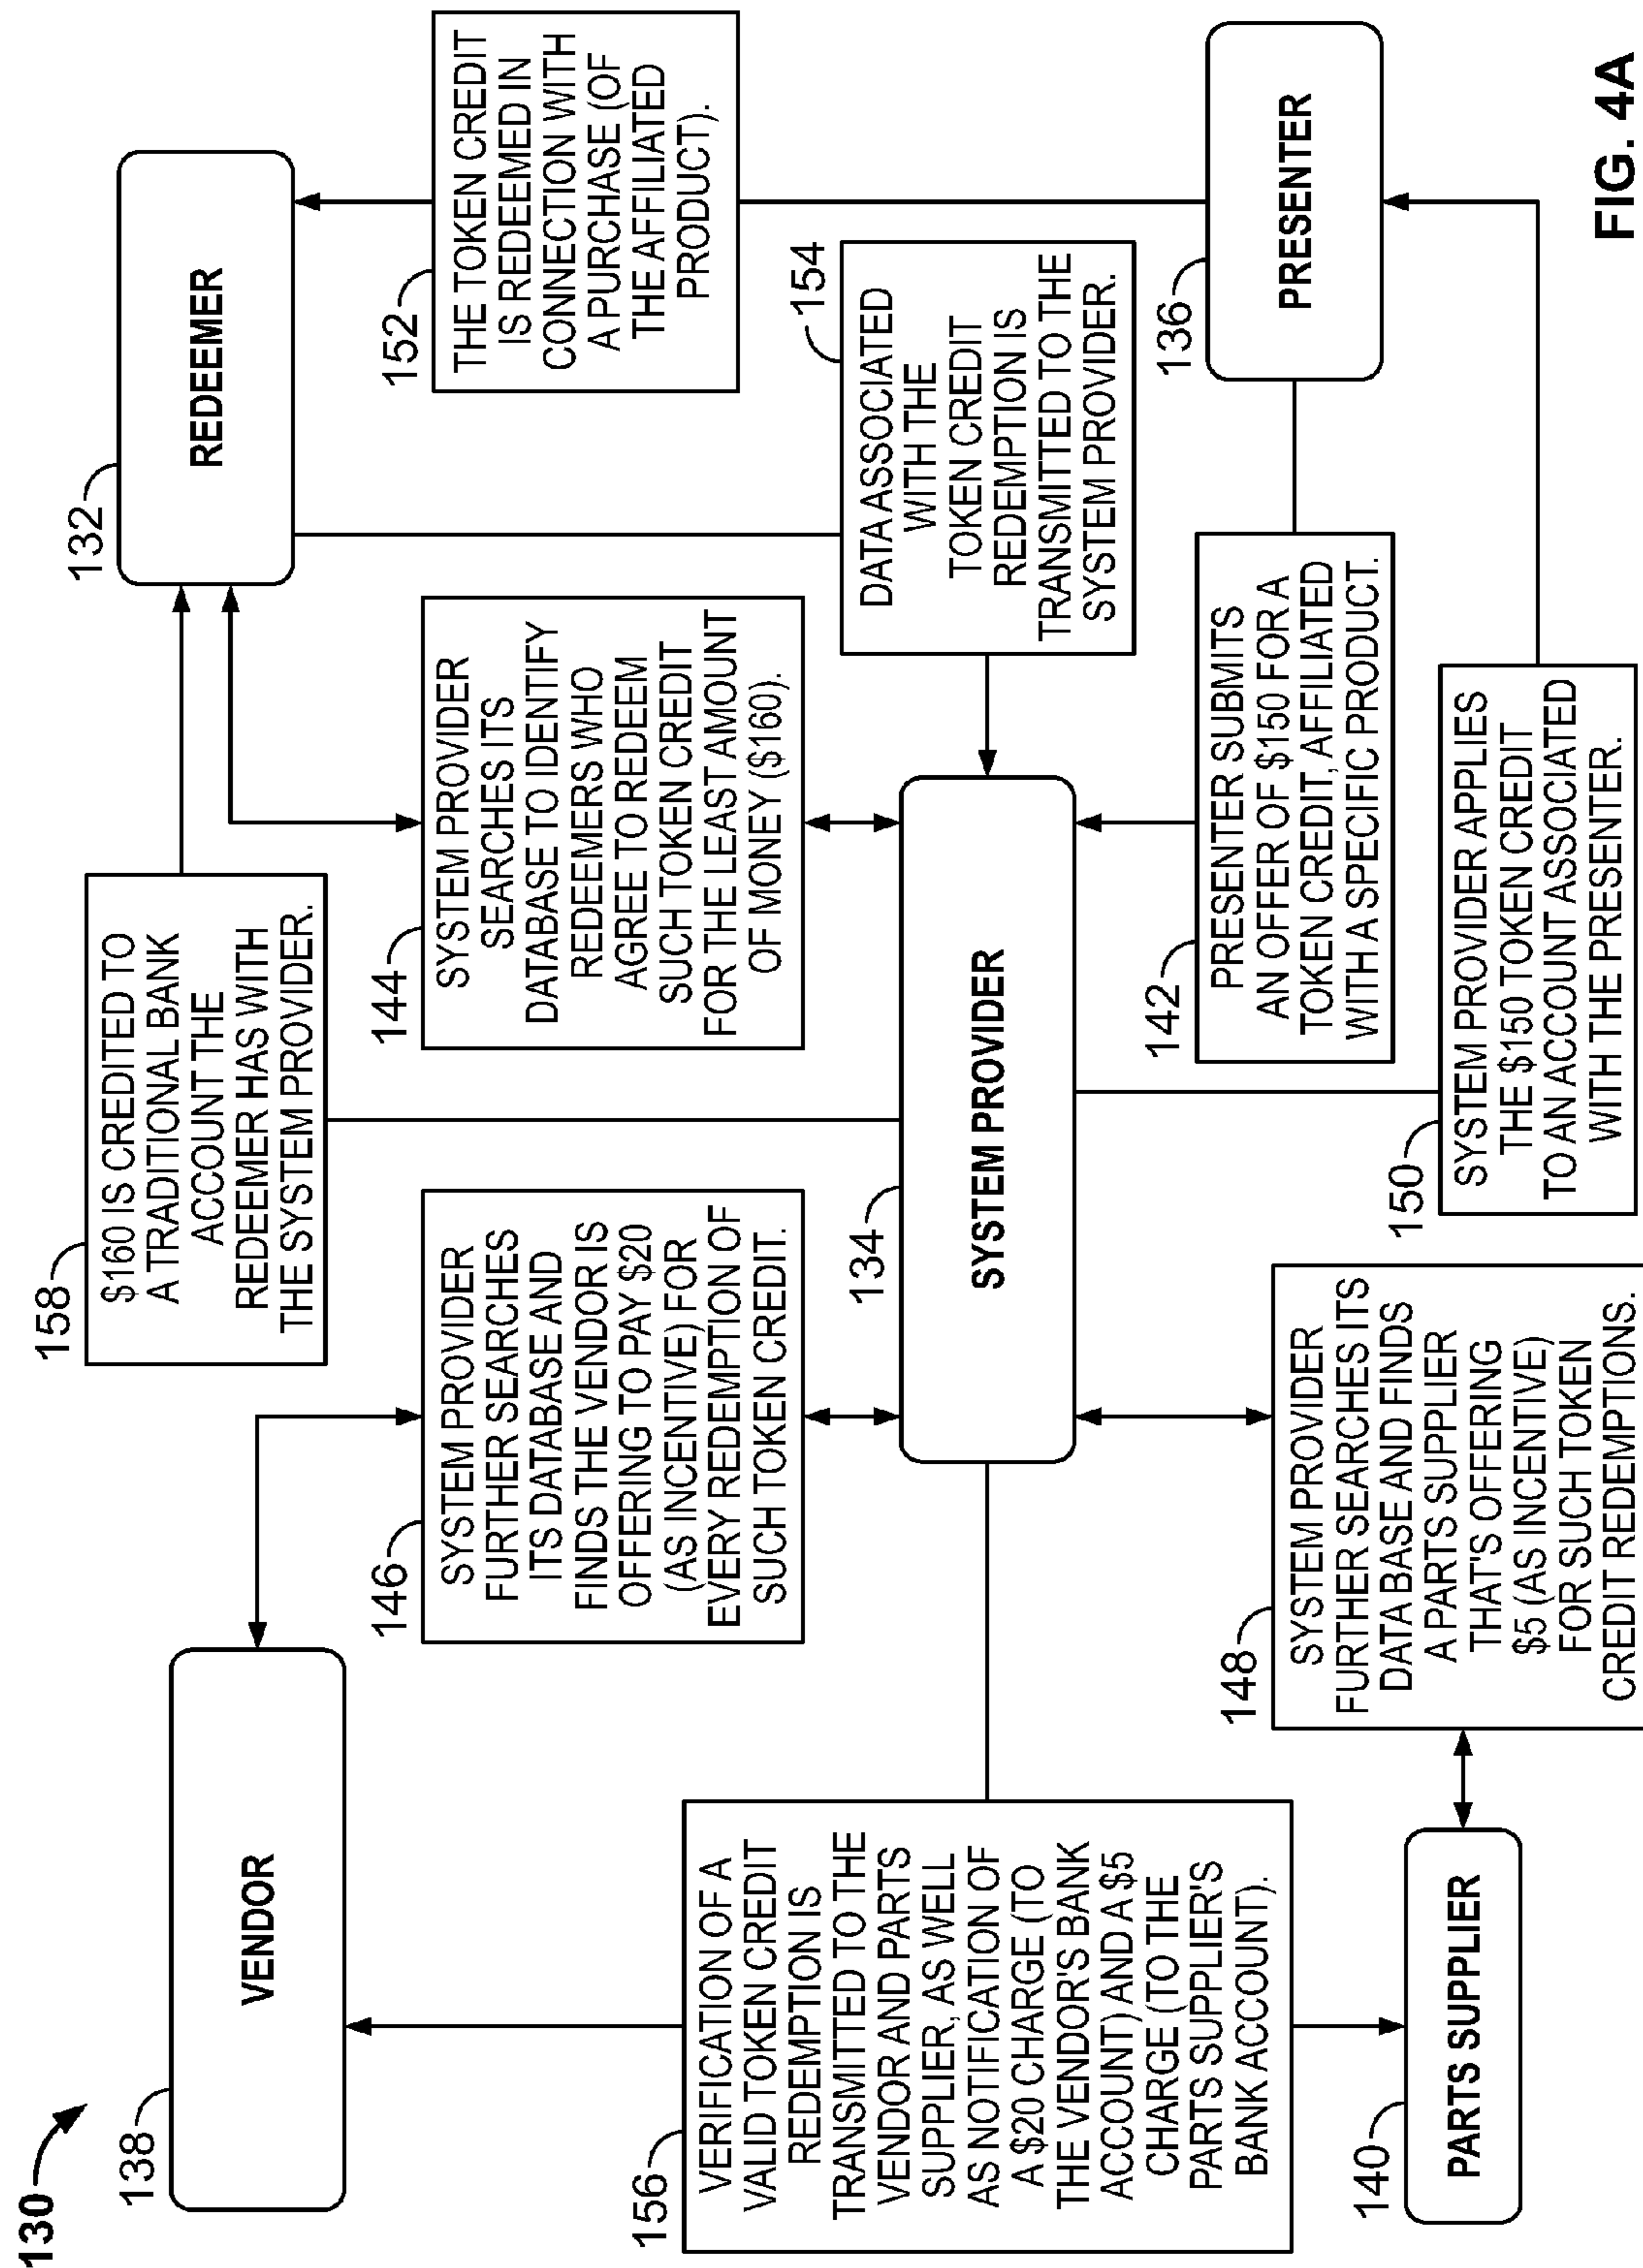 130
138
VENDOR
156
VERIFICATION OF A
VALID TOKEN CREDIT
REDEMPTION IS
TRANSMITTED TO THE
VENDOR AND PARTS
SUPPLIER, AS WELL
AS NOTIFICATION OF
A $20 CHARGE (TO
THE VENDOR'S BANK
ACCOUNT) AND A $5
CHARGE (TO THE
PARTS SUPPLIER'S
BANK ACCOUNT).
140
PARTS SUPPLIER
158
$160 IS CREDITED TO
A TRADITIONAL BANK
ACCOUNT THE
REDEEMER HAS WITH
THE SYSTEM PROVIDER.
146
SYSTEM PROVIDER
FURTHER SEARCHES
ITS DATABASE AND
FINDS THE VENDOR IS
OFFERING TO PAY $20
(AS INCENTIVE) FOR
EVERY REDEMPTION OF
SUCH TOKEN CREDIT.
144
SYSTEM PROVIDER
SEARCHES ITS
DATABASE TO IDENTIFY
REDEEMERS WHO
AGREE TO REDEEM
SUCH TOKEN CREDIT
FOR THE LEAST AMOUNT
OF MONEY ($160).
134
SYSTEM PROVIDER
148
SYSTEM PROVIDER
FURTHER SEARCHES ITS
DATA BASE AND FINDS
A PARTS SUPPLIER
THAT'S OFFERING
$5 (AS INCENTIVE)
FOR SUCH TOKEN
CREDIT REDEMPTIONS.
142
PRESENTER SUBMITS
AN OFFER OF $150 FOR A
TOKEN CREDIT, AFFILIATED
WITH A SPECIFIC PRODUCT.
150
SYSTEM PROVIDER APPLIES
THE $150 TOKEN CREDIT
TO AN ACCOUNT ASSOCIATED
WITH THE PRESENTER.
132
REDEEMER
152
THE TOKEN CREDIT
IS REDEEMED IN
CONNECTION WITH
A PURCHASE (OF
THE AFFILIATED
PRODUCT).
154
DATA ASSOCIATED
WITH THE
TOKEN CREDIT
REDEMPTION IS
TRANSMITTED TO THE
SYSTEM PROVIDER.
136
PRESENTER
FIG. 4A